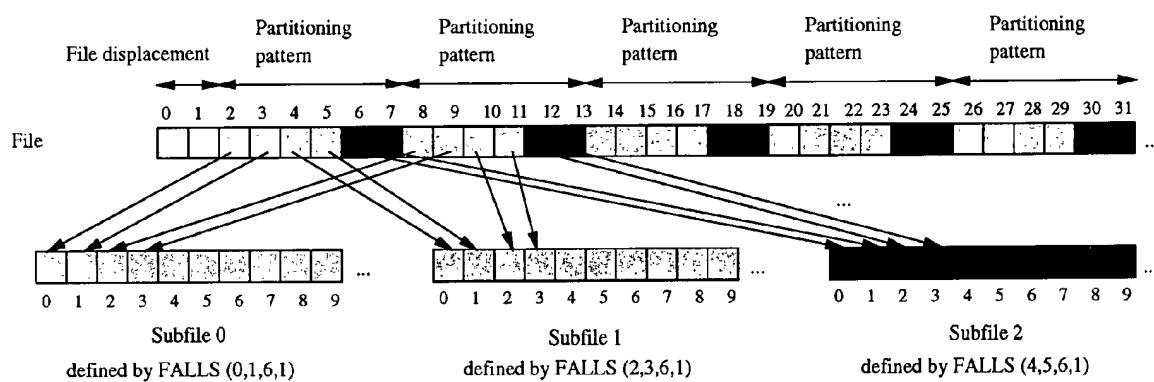 Partitioning pattern Partitioning pattern Partitioning pattern Partitioning pattern Partitioning pattern
File displacement
0 1 2 3 4 5 6 7 8 9 10 11 12 13 14 15 16 17 18 19 20 21 22 23 24 25 26 27 28 29 30 31
File
..
...
... ... ..
0 1 2 3 4 5 6 7 8 9 0 1 2 3 4 5 6 7 8 9 0 1 2 3 4 5 6 7 8 9
Subfile 0 Subfile 1 Subfile 2
defined by FALLS (0,1,6,1) defined by FALLS (2,3,6,1) defined by FALLS (4,5,6,1)